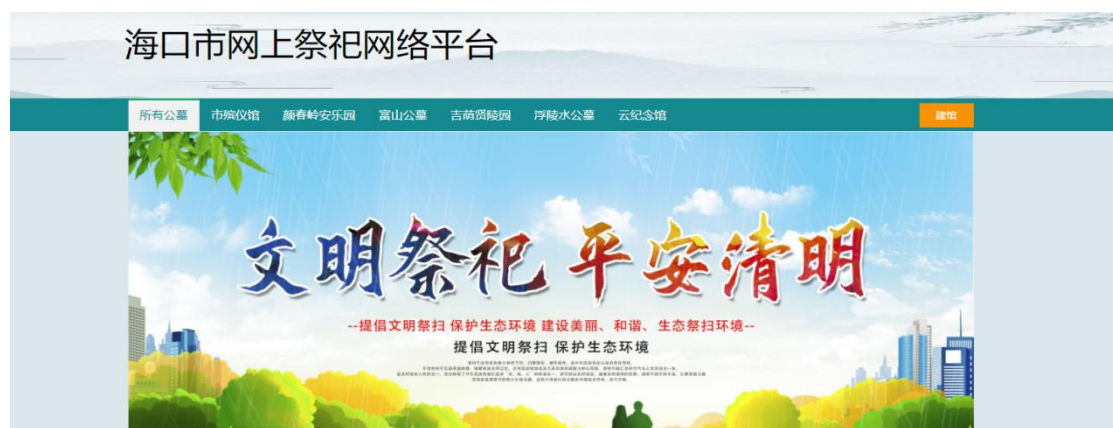 海口市网上祭祀网络平台
所有公墓 市殡仪馆 颜春岭安乐园 富山公墓 吉荫贤陵园 浮陵水公墓 云纪念馆 建馆
文明祭祀 平安清明
--提倡文明祭扫 保护生态环境 建设美丽、和谐、生态祭扫环境--
提倡文明祭扫 保护生态环境